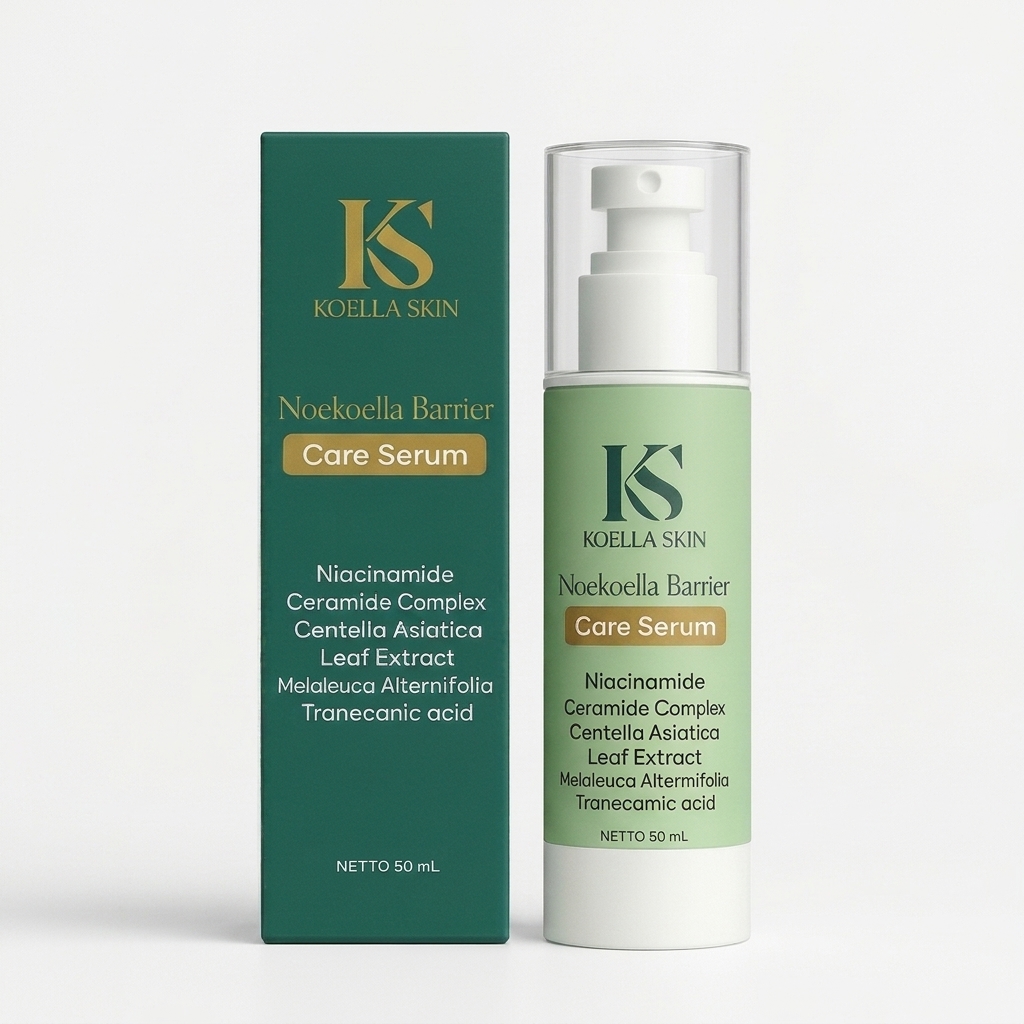 KS
KOELLA SKIN
Noekoella Barrier
Care Serum
Niacinamide
Ceramide Complex
Centella Asiatica
Leaf Extract
Melaleuca Alternifolia
Tranecanic acid
NETTO 50 mL
KS
KOELLA SKIN
Noekoella Barrier
Care Serum
Niacinamide
Ceramide Complex
Centella Asiatica
Leaf Extract
Melaleuca Altermifolia
Tranecamic acid
NETTO 50 mL